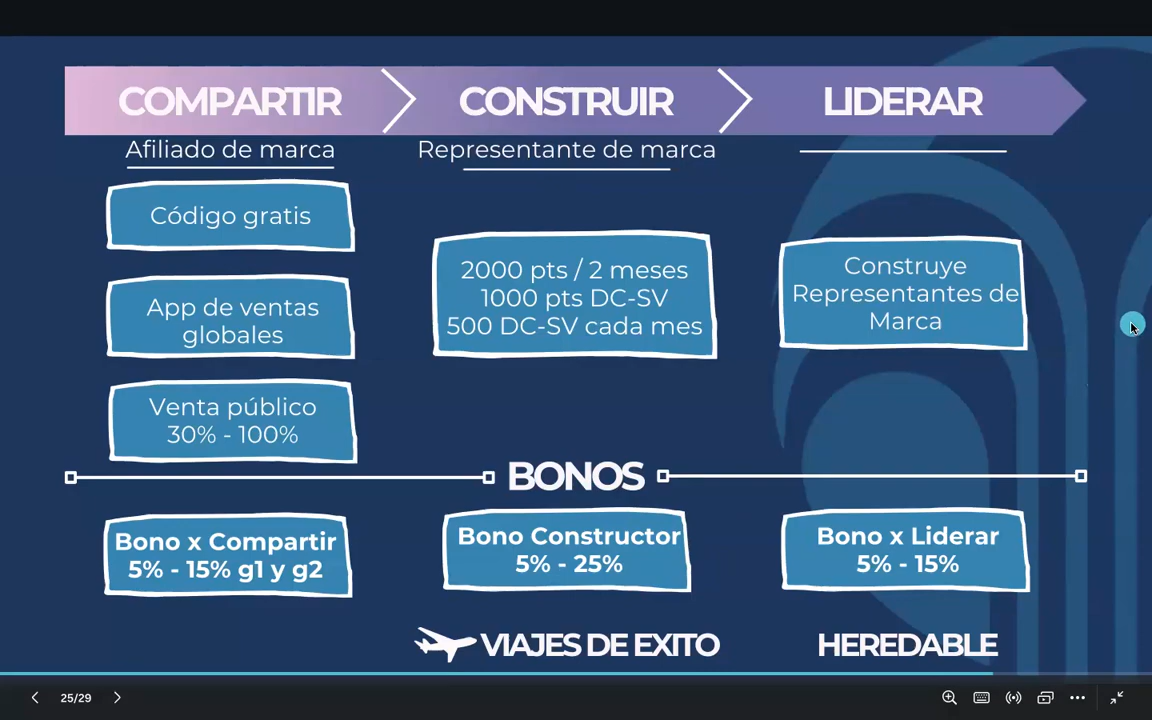 COMPARTIR
CONSTRUIR
LIDERAR
Afiliado de marca
Representante de marca
Código gratis
App de ventas
globales
Venta público
30% - 100%
2000 pts / 2 meses
1000 pts DC-SV
500 DC-SV cada mes
Construye
Representantes de
Marca
BONOS
Bono x Compartir
5% - 15% g1 y g2
Bono Constructor
5% - 25%
Bono x Liderar
5% - 15%
VIAJES DE EXITO
HEREDABLE
25/29